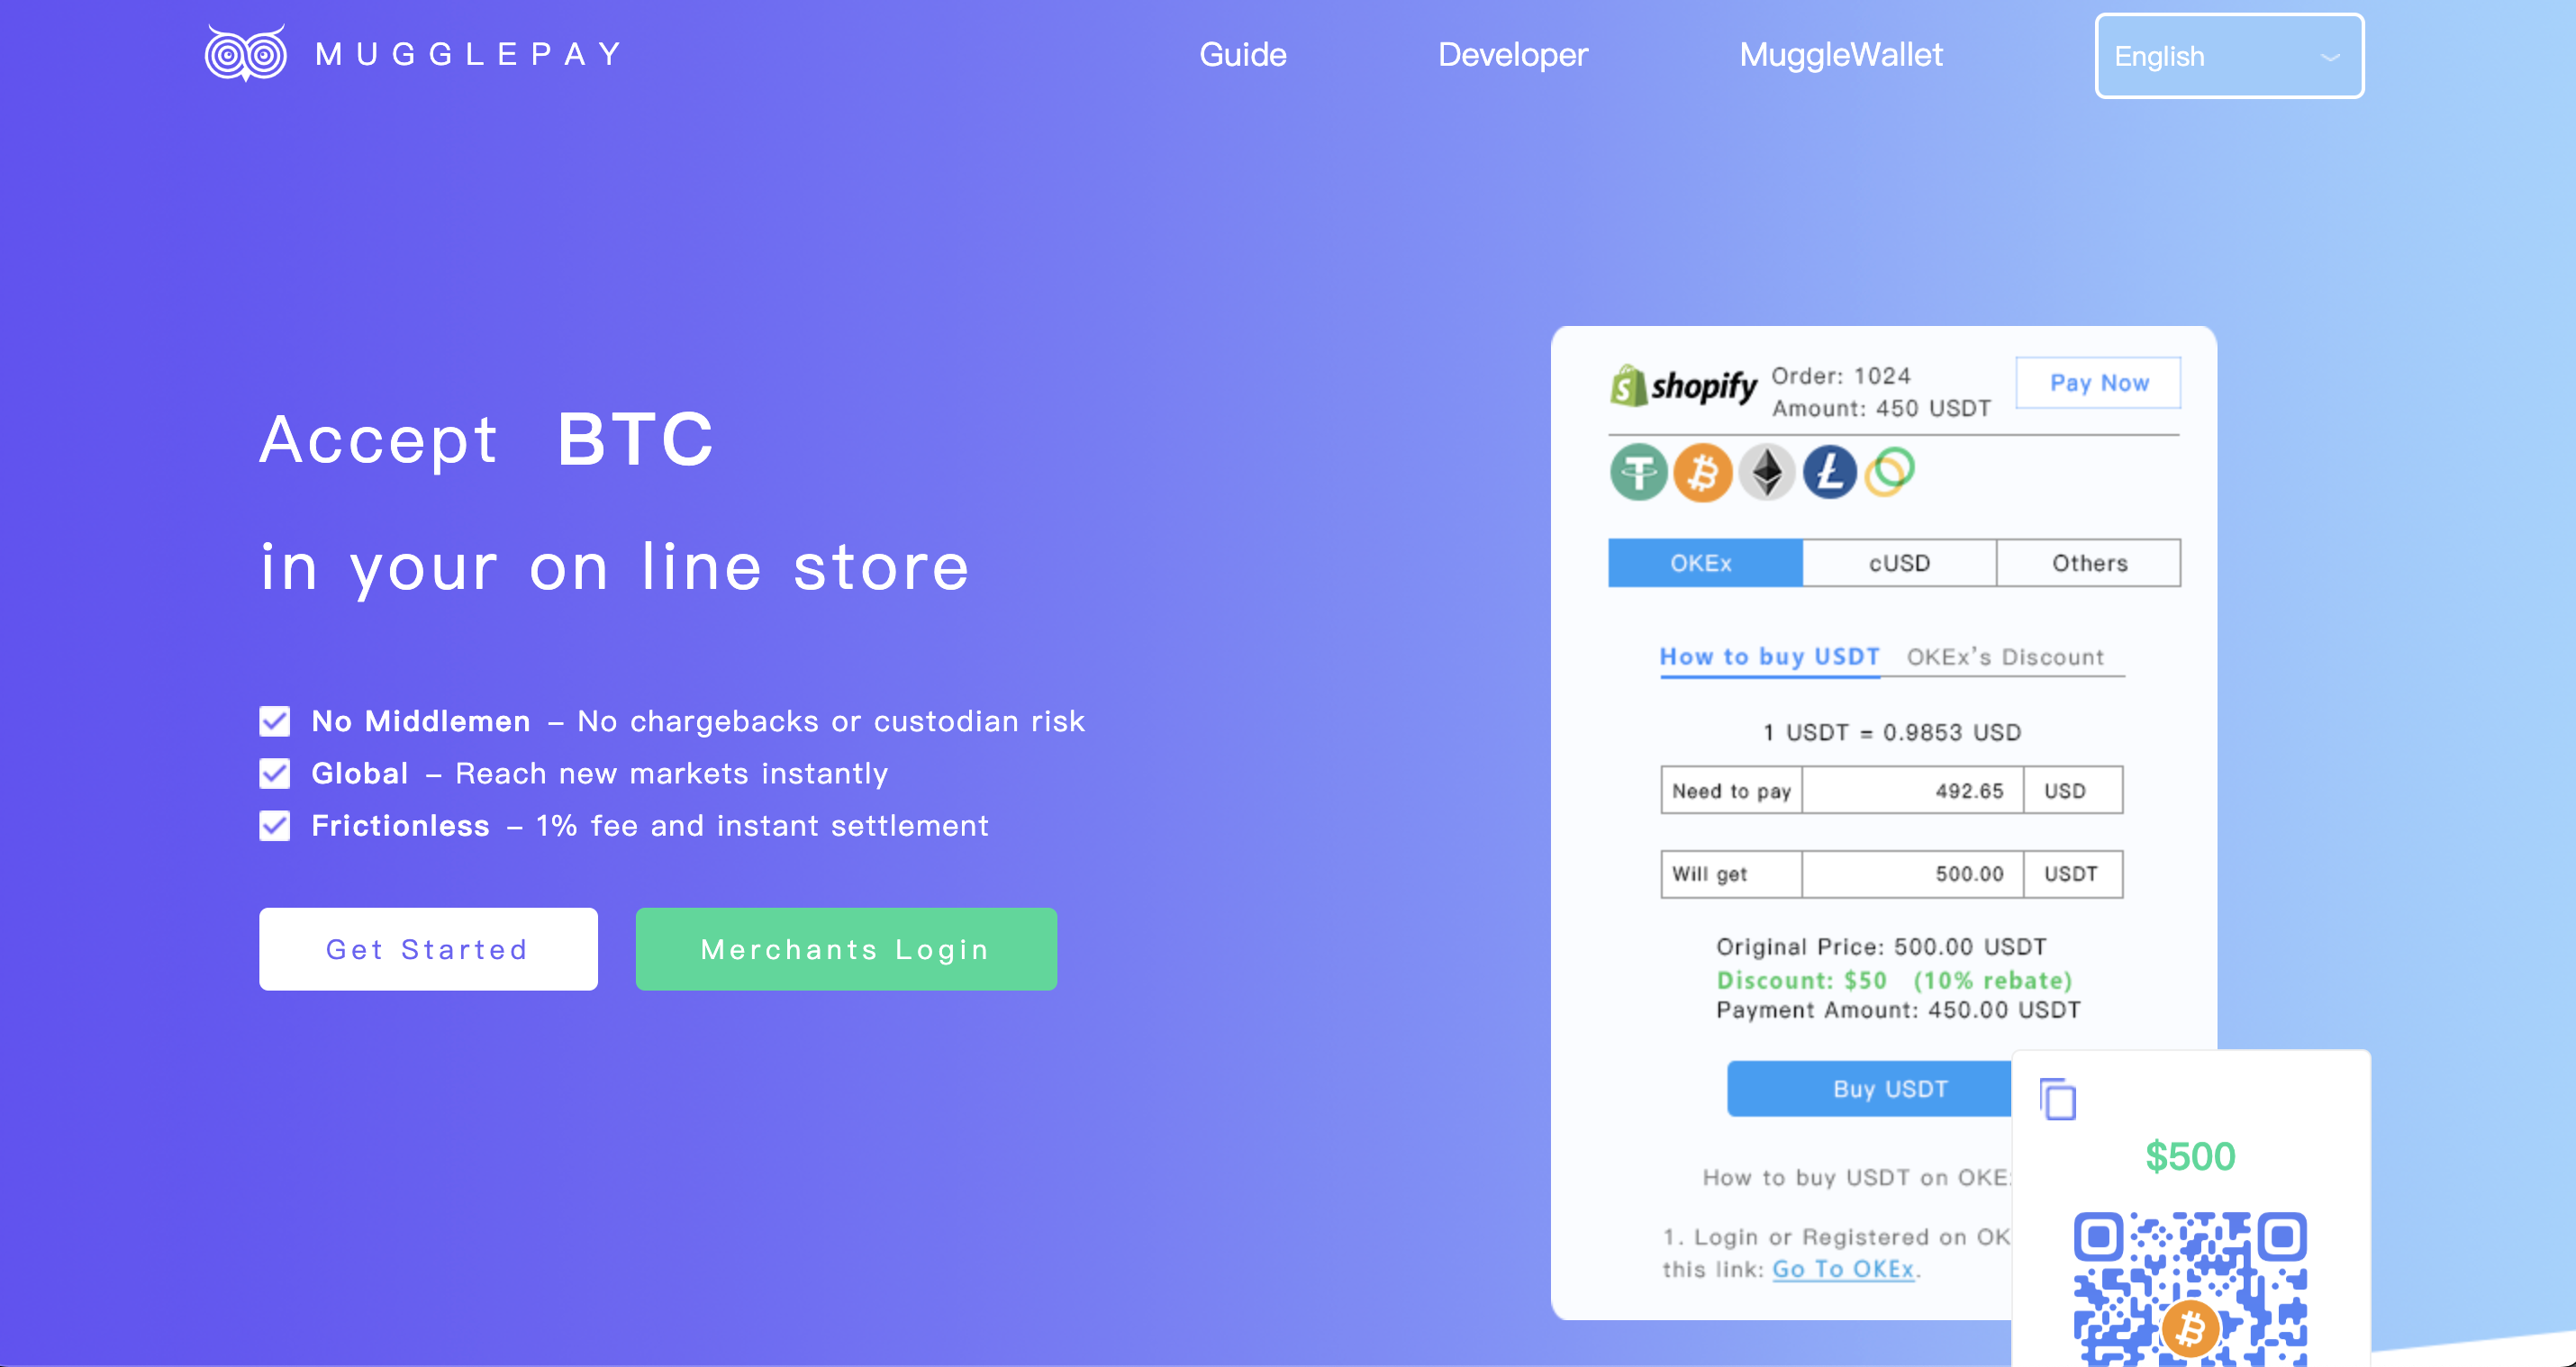 MUGGLEPAY
Guide
Developer
MuggleWallet
English
Accept BTC
in your on line store
No Middlemen – No chargebacks or custodian risk
Global – Reach new markets instantly
Frictionless – 1% fee and instant settlement
Get Started
Merchants Login
shopify
Order: 1024
Amount: 450 USDT
Pay Now
OKEx
cUSD
Others
How to buy USDT
OKEx's Discount
1 USDT = 0.9853 USD
Need to pay 492.65 USD
Will get 500.00 USDT
Original Price: 500.00 USDT
Discount: $50 (10% rebate)
Payment Amount: 450.00 USDT
Buy USDT
How to buy USDT on OKE
1. Login or Registered on OK
this link: Go To OKEx.
$500